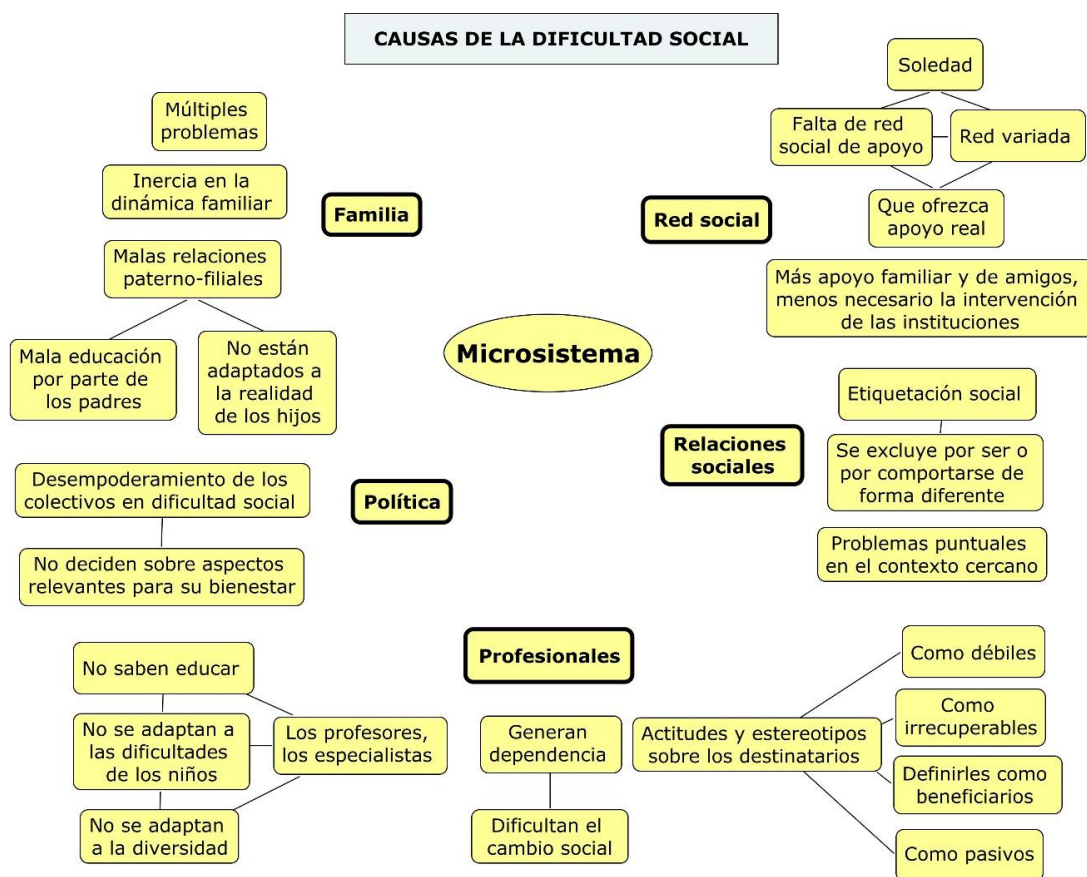 CAUSAS DE LA DIFICULTAD SOCIAL
Múltiples
problemas
Inercia en la
dinámica familiar
Malas relaciones
paterno-filiales
Mala educación
por parte de
los padres
No están
adaptados a
la realidad
de los hijos
Familia
Soledad
Falta de red
social de apoyo
Red variada
Que ofrezca
apoyo real
Red social
Más apoyo familiar y de amigos,
menos necesario la intervención
de las instituciones
Microsistema
Desempoderamiento de los
colectivos en dificultad social
No deciden sobre aspectos
relevantes para su bienestar
Política
Relaciones
sociales
Etiquetación social
Se excluye por ser o
por comportarse de
forma diferente
Problemas puntuales
en el contexto cercano
Profesionales
No saben educar
No se adaptan a
las dificultades
de los niños
No se adaptan
a la diversidad
Los profesores,
los especialistas
Generan
dependencia
Dificultan el
cambio social
Actitudes y estereotipos
sobre los destinatarios
Como débiles
Como
irrecuperables
Definirles como
beneficiarios
Como pasivos